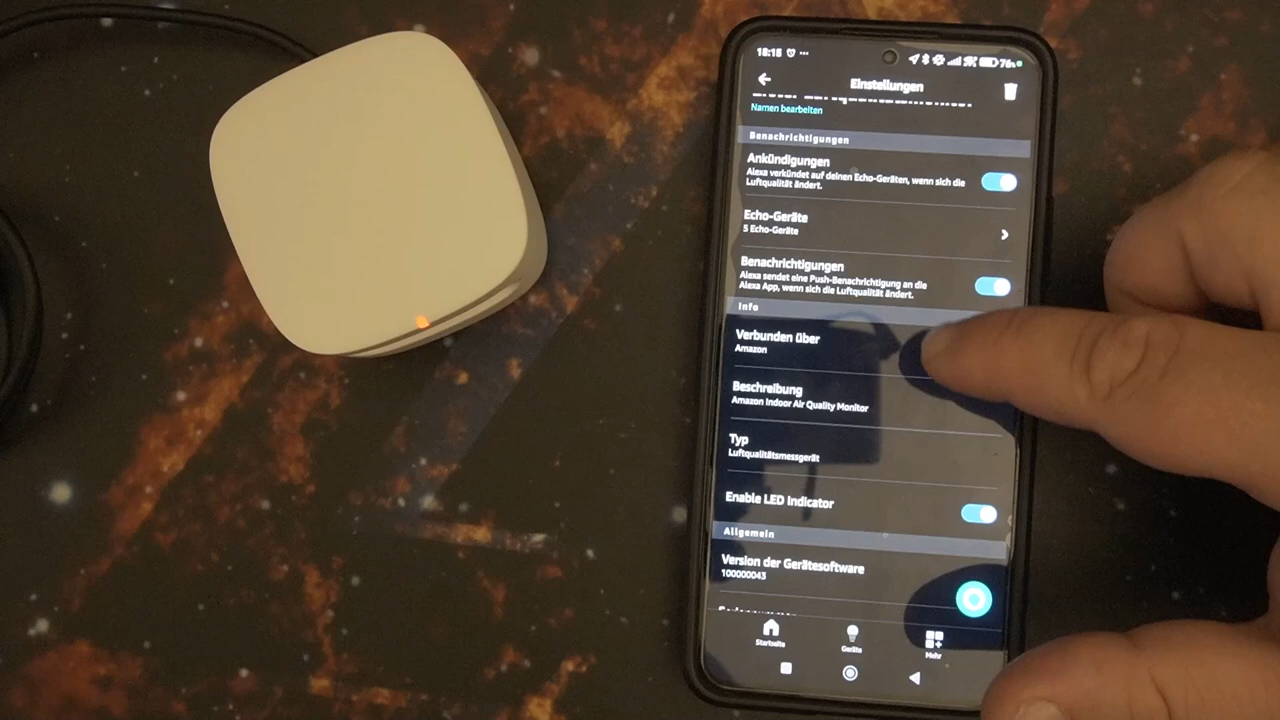 18:15
76%
Einstellungen
Namen bearbeiten
Benachrichtigungen
Ankündigungen
Alexa verkündet auf deinen Echo-Geräten, wenn sich die
Luftqualität ändert.
Echo-Geräte
5 Echo-Geräte
Benachrichtigungen
Alexa sendet eine Push-Benachrichtigung an die
Alexa App, wenn sich die Luftqualität ändert.
Info
Verbunden über
Amazon
Beschreibung
Amazon Indoor Air Quality Monitor
Typ
Luftqualitätsmessgerät
Enable LED Indicator
Allgemein
Version der Gerätesoftware
100000043
Startseite
Geräte
Mehr